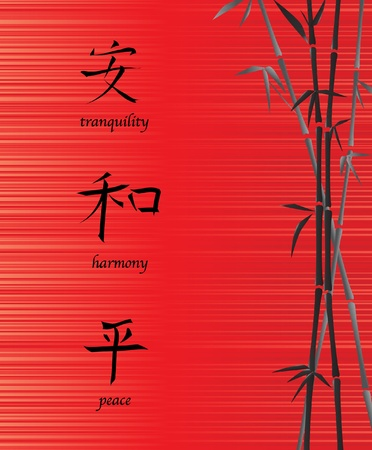 安
tranquility
和
harmony
平
peace